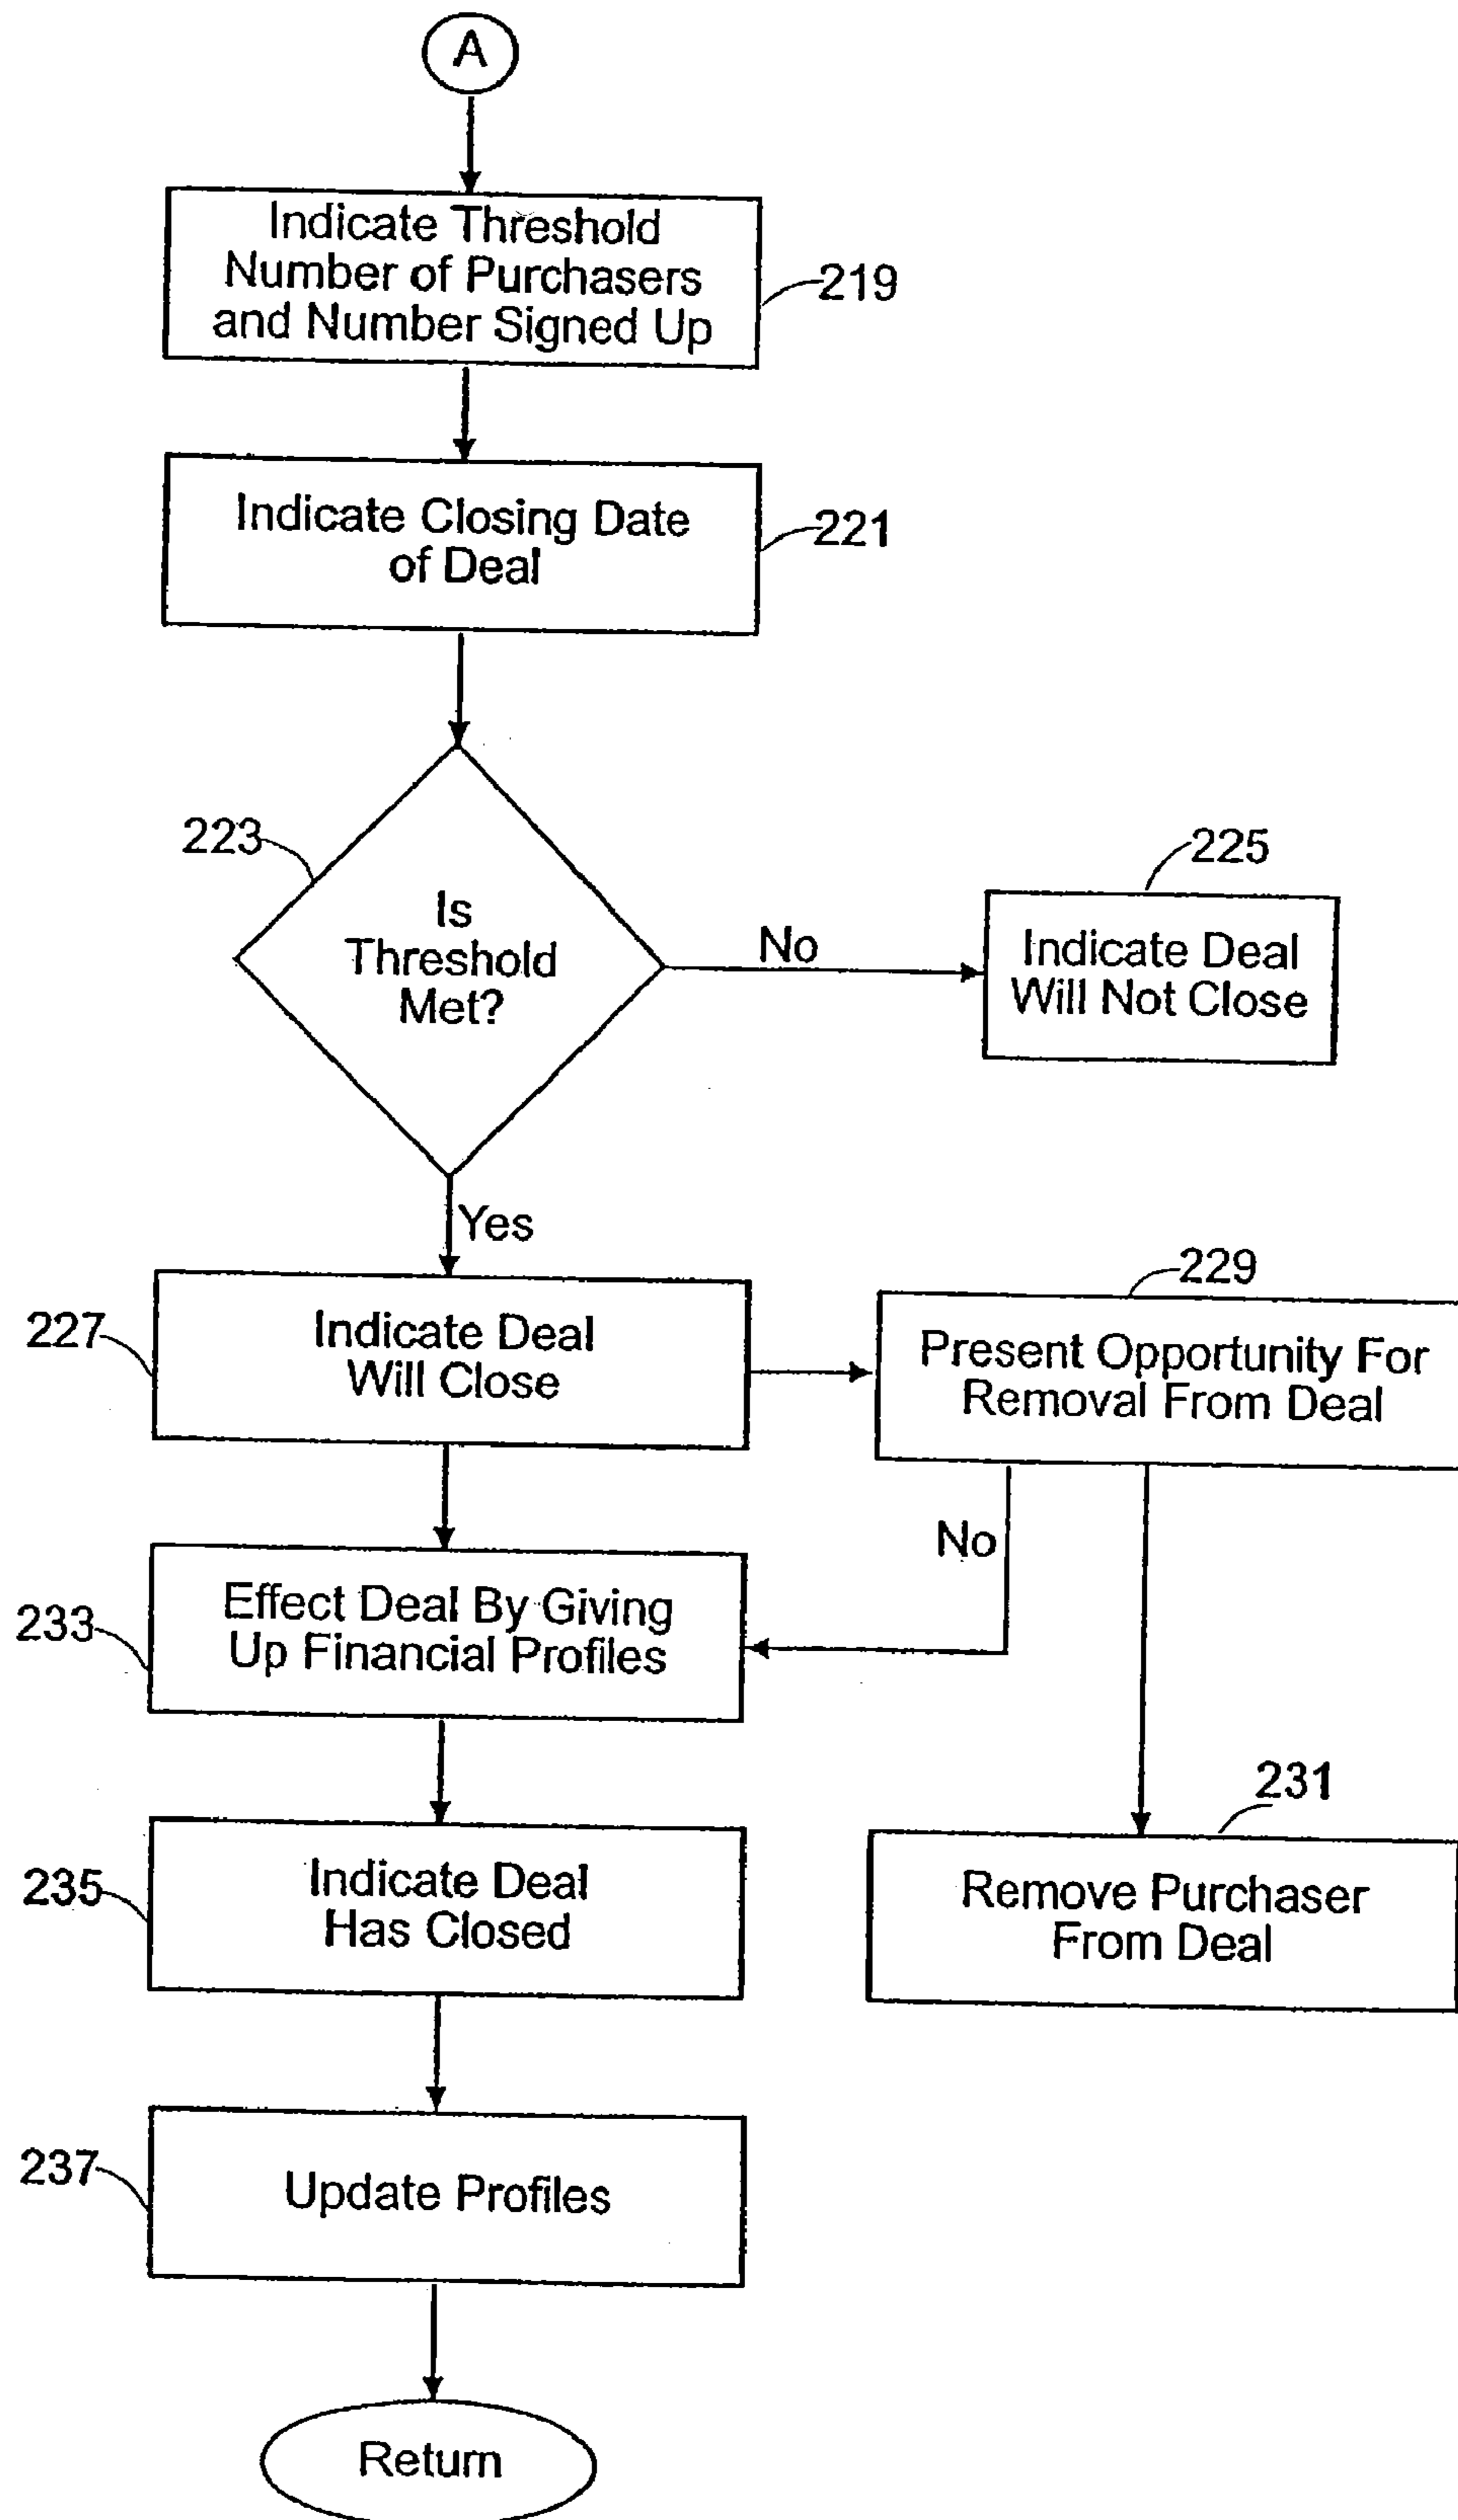 A
Indicate Threshold
Number of Purchasers
and Number Signed Up
219
Indicate Closing Date
of Deal
221
223
Is
Threshold
Met?
No
225
Indicate Deal
Will Not Close
Yes
227
Indicate Deal
Will Close
229
Present Opportunity For
Removal From Deal
No
233
Effect Deal By Giving
Up Financial Profiles
231
Remove Purchaser
From Deal
235
Indicate Deal
Has Closed
237
Update Profiles
Return